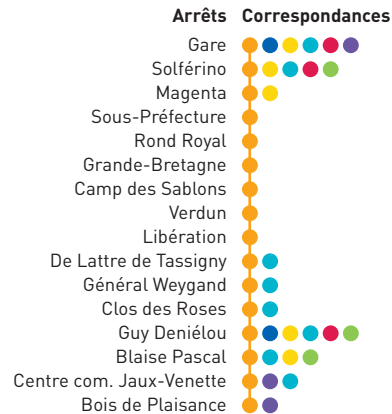 Arrêts Correspondances
Gare
Solférino
Magenta
Sous-Préfecture
Rond Royal
Grande-Bretagne
Camp des Sablons
Verdun
Libération
De Lattre de Tassigny
Général Weygand
Clos des Roses
Guy Deniélou
Blaise Pascal
Centre com. Jaux-Venette
Bois de Plaisance